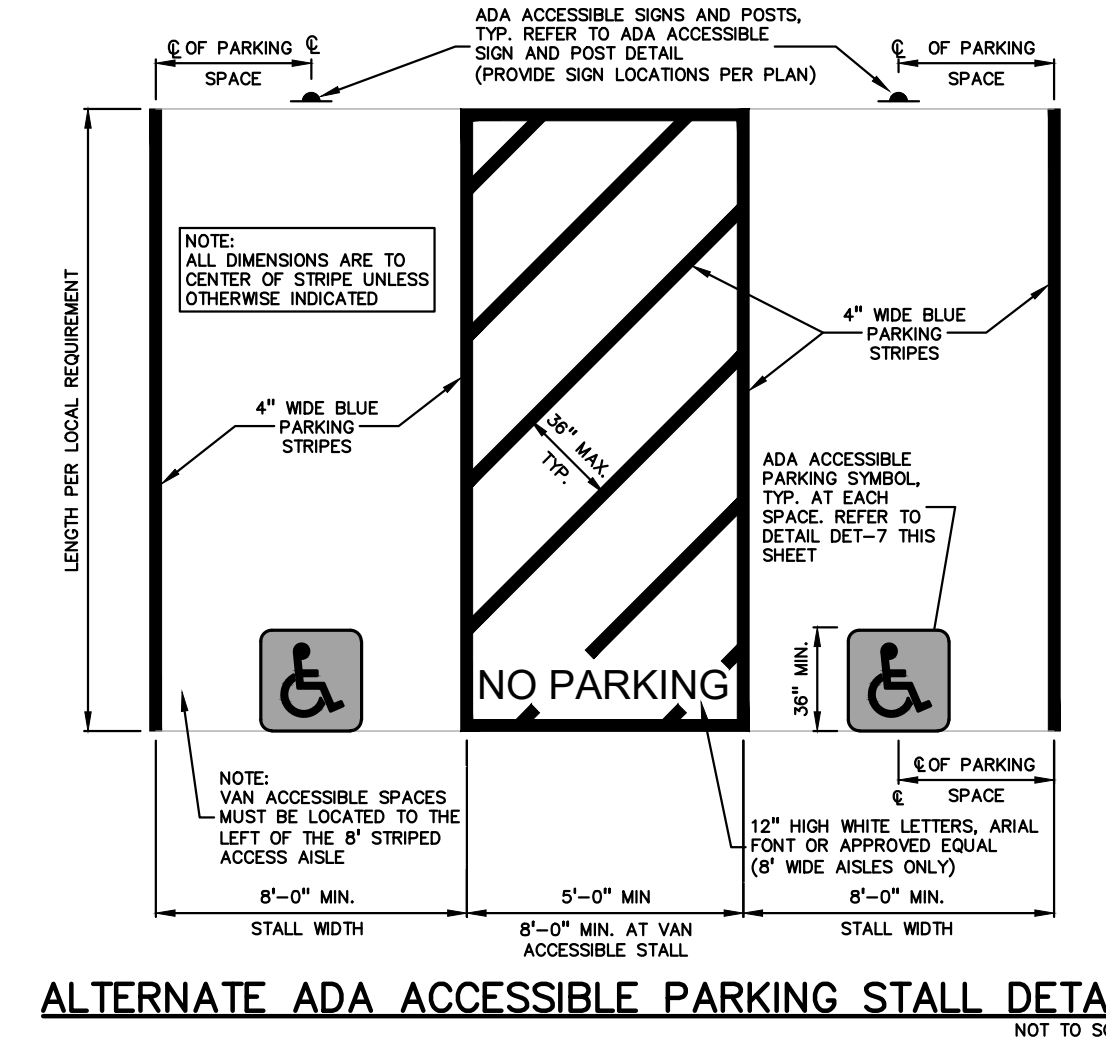 ADA ACCESSIBLE SIGNS AND POSTS,
TYP. REFER TO ADA ACCESSIBLE
SIGN AND POST DETAIL
(PROVIDE SIGN LOCATIONS PER PLAN)
℄ OF PARKING ℄
SPACE
℄ OF PARKING
SPACE
NOTE:
ALL DIMENSIONS ARE TO
CENTER OF STRIPE UNLESS
OTHERWISE INDICATED
LENGTH PER LOCAL REQUIREMENT
4" WIDE BLUE
PARKING
STRIPES
4" WIDE BLUE
PARKING
STRIPES
36" MAX.
TYP.
ADA ACCESSIBLE
PARKING SYMBOL,
TYP. AT EACH
SPACE. REFER TO
DETAIL DET-7 THIS
SHEET
36" MIN.
NO PARKING
NOTE:
VAN ACCESSIBLE SPACES
MUST BE LOCATED TO THE
LEFT OF THE 8' STRIPED
ACCESS AISLE
℄ OF PARKING
℄ SPACE
12" HIGH WHITE LETTERS, ARIAL
FONT OR APPROVED EQUAL
(8' WIDE AISLES ONLY)
8'-0" MIN.
STALL WIDTH
5'-0" MIN
8'-0" MIN. AT VAN
ACCESSIBLE STALL
8'-0" MIN.
STALL WIDTH
ALTERNATE ADA ACCESSIBLE PARKING STALL DETA
NOT TO SC